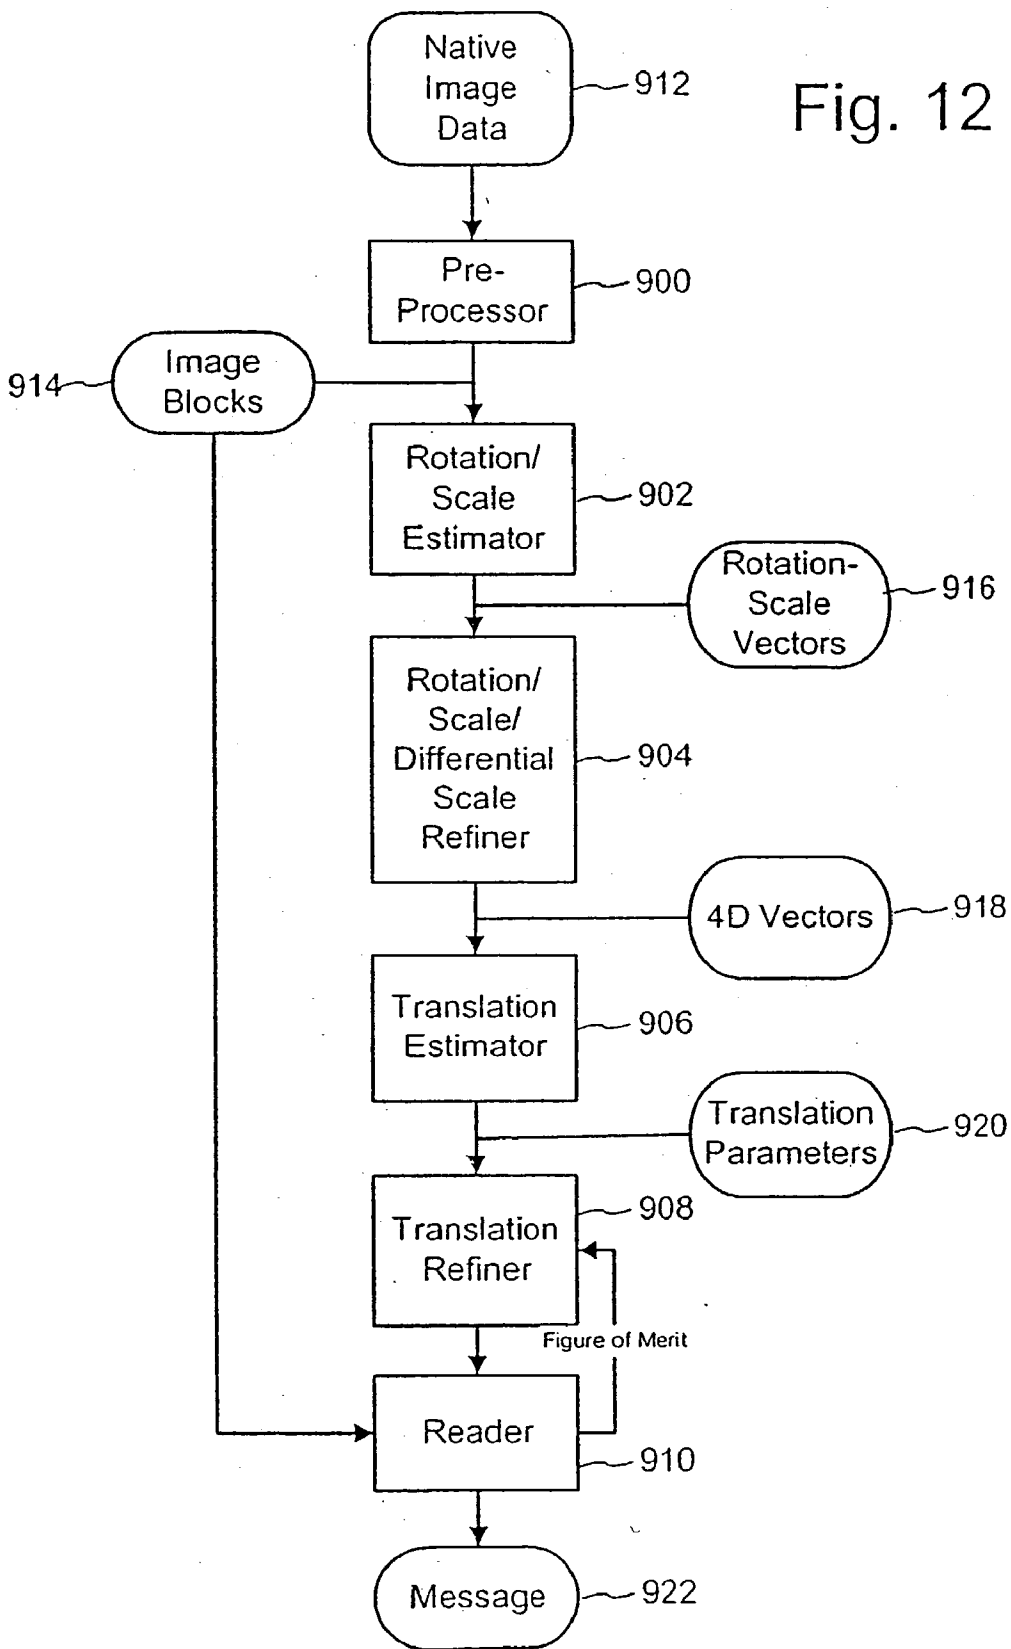 Native
Image
Data
912
Fig. 12
Pre-
Processor
900
Image
Blocks
914
Rotation/
Scale
Estimator
902
Rotation-
Scale
Vectors
916
Rotation/
Scale/
Differential
Scale
Refiner
904
4D Vectors
918
Translation
Estimator
906
Translation
Parameters
920
Translation
Refiner
908
Figure of Merit
Reader
910
Message
922